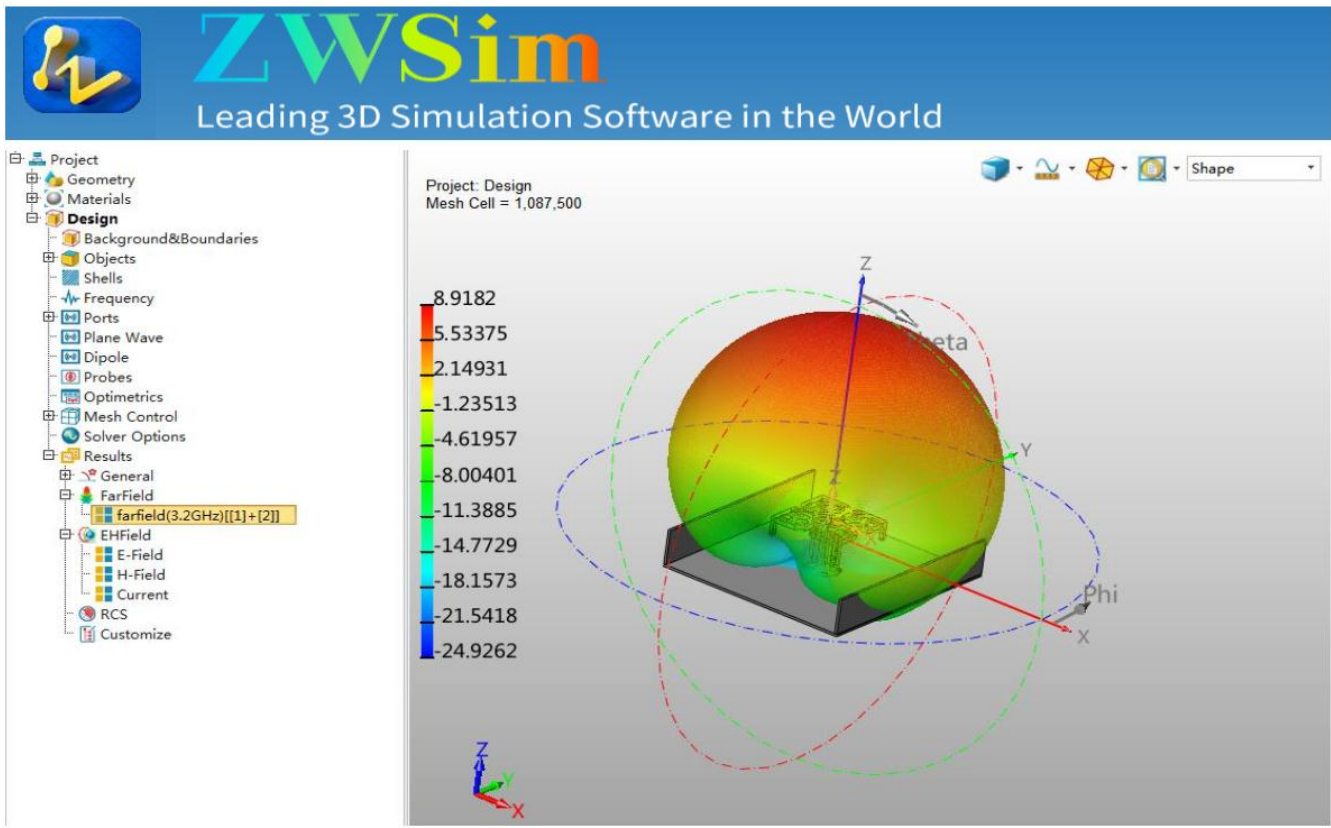 ZWSim
Leading 3D Simulation Software in the World
Project
Geometry
Materials
Design
Background&Boundaries
Objects
Shells
Frequency
Ports
Plane Wave
Dipole
Probes
Optimetrics
Mesh Control
Solver Options
Results
General
FarField
farfield(3.2GHz)[[1]+[2]]
EHField
E-Field
H-Field
Current
RCS
Customize
Shape
Project: Design
Mesh Cell = 1,087,500
8.9182
5.53375
2.14931
-1.23513
-4.61957
-8.00401
-11.3885
-14.7729
-18.1573
-21.5418
-24.9262
Z
Theta
Y
Z
X
Phi
X
Z
Y
X